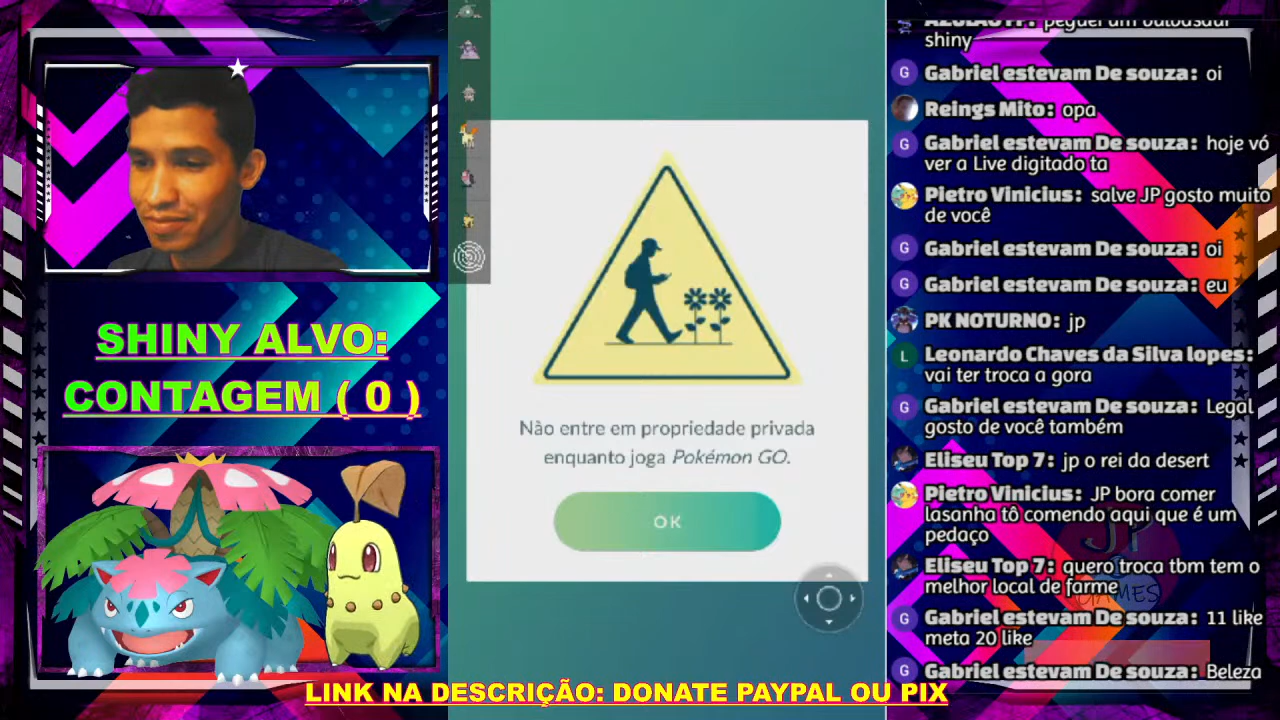 SHINY ALVO:
CONTAGEM ( 0 )
Não entre em propriedade privada
enquanto joga Pokémon GO.
OK
AZULAO11: peguei um bulbasaur
shiny
G Gabriel estevam De souza: oi
Reings Mito: opa
G Gabriel estevam De souza: hoje vó
ver a Live digitado ta
Pietro Vinicius: salve JP gosto muito
de você
G Gabriel estevam De souza: oi
G Gabriel estevam De souza: eu
PK NOTURNO: jp
L Leonardo Chaves da Silva lopes:
vai ter troca a gora
G Gabriel estevam De souza: Legal
gosto de você também
Eliseu Top 7: jp o rei da desert
Pietro Vinicius: JP bora comer
lasanha tô comendo aqui que é um
pedaço
Eliseu Top 7: quero troca tbm tem o
melhor local de farme
G Gabriel estevam De souza: 11 like
meta 20 like
G Gabriel estevam De souza: Beleza
JP
GAMES
LINK NA DESCRIÇÃO: DONATE PAYPAL OU PIX